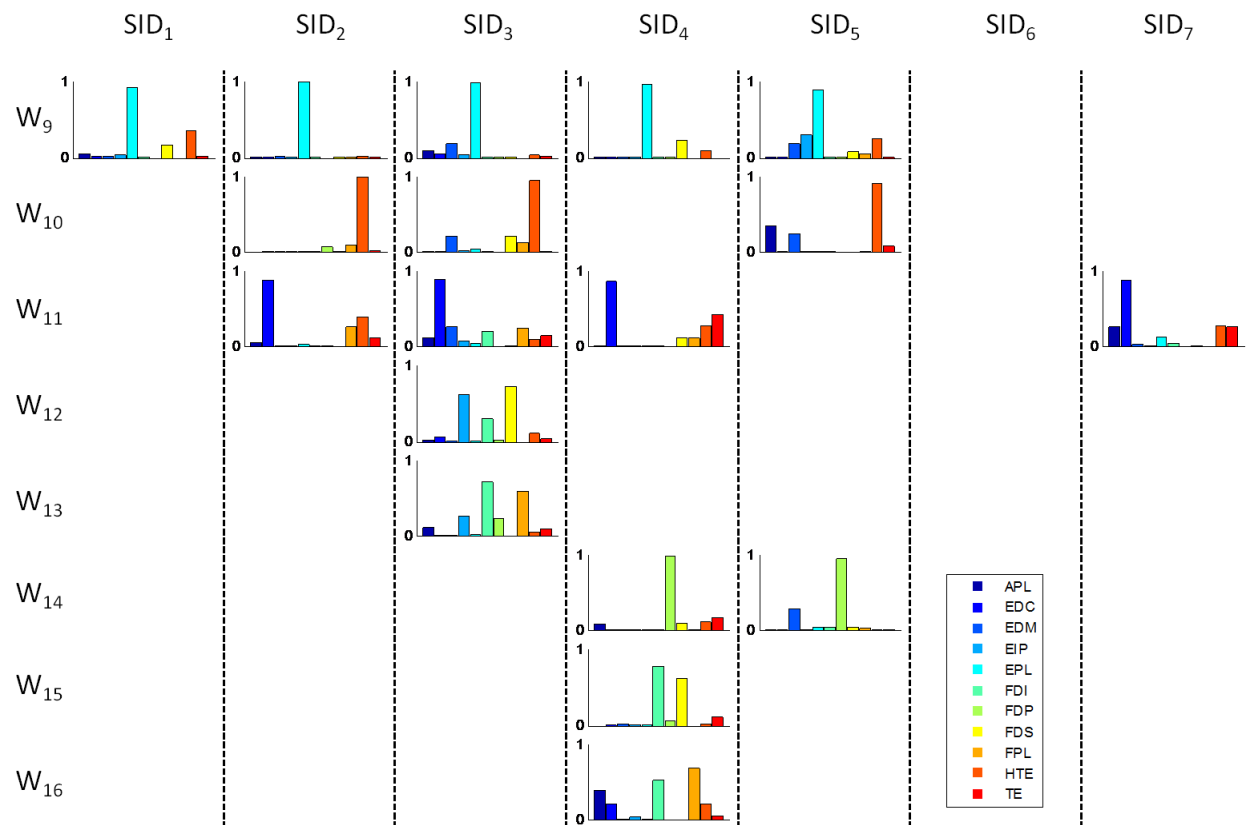 SID1 SID2 SID3 SID4 SID5 SID6 SID7
W9 1 0 1 0 1 0 1 0 1 0
W10 1 0 1 0 1 0
W11 1 0 1 0 1 0 1 0
W12 1 0
W13 1 0
W14 1 0 1 0
W15 1 0
W16 1 0
APL
EDC
EDM
EIP
EPL
FDI
FDP
FDS
FPL
HTE
TE